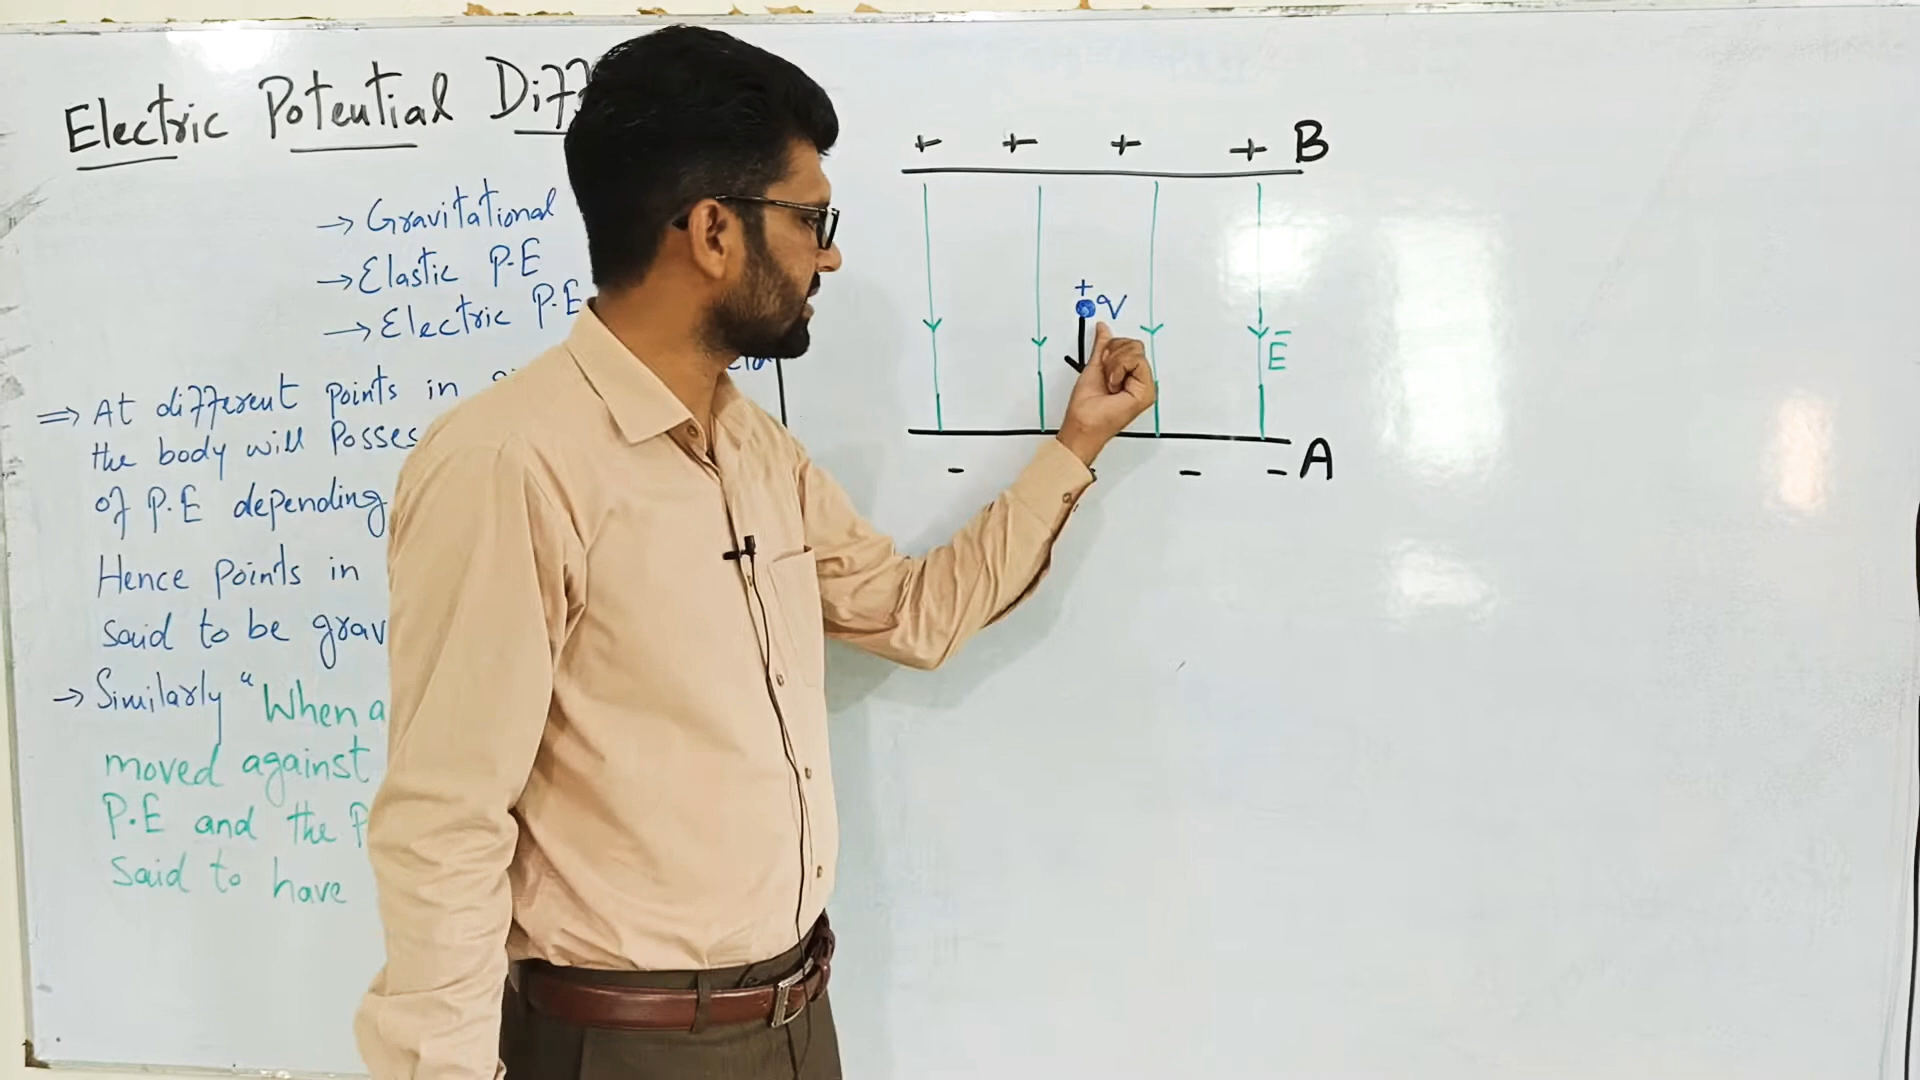 Electric Potential Diff
→ Gravitational
→ Elastic P.E
→ Electric P.E
⇒ At different points in
the body will Posses
of P.E depending
Hence points in
said to be grav
→ Similarly "When a
moved against
P.E and the P
said to have
+ + + + B
+
q
E
- - - A